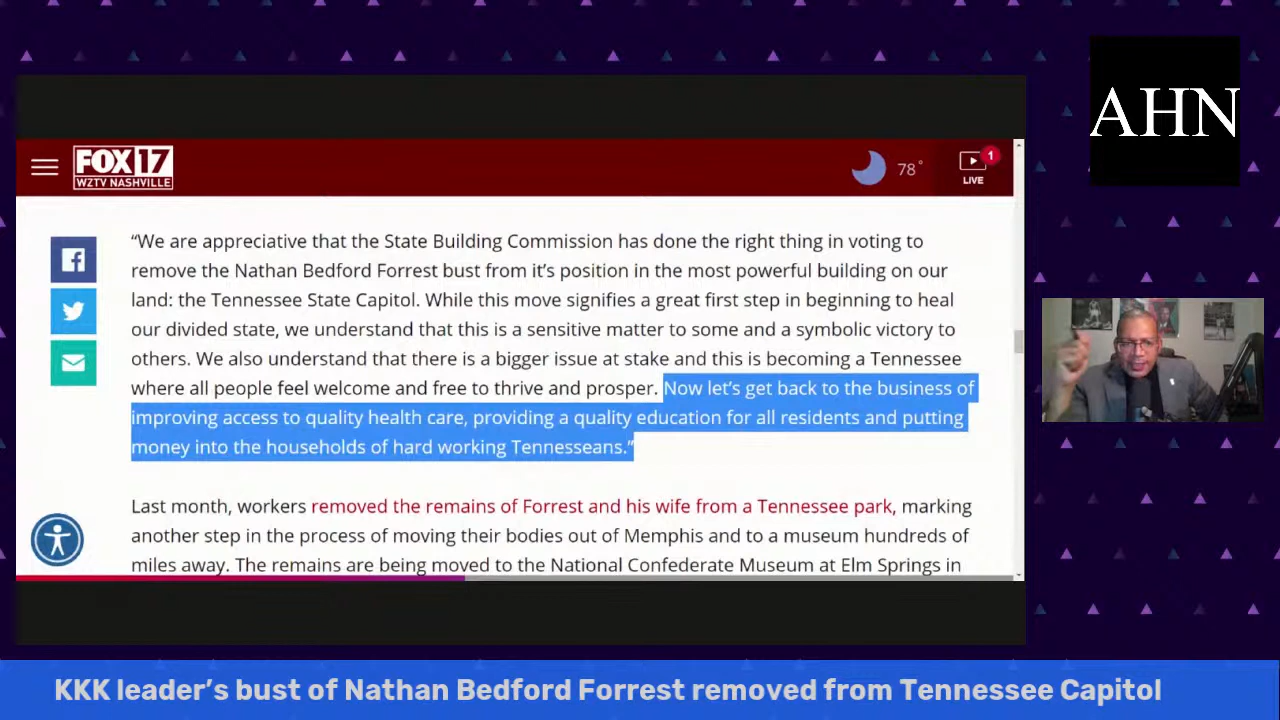 AHN
FOX 17
WZTV NASHVILLE
78°
1
LIVE
“We are appreciative that the State Building Commission has done the right thing in voting to
remove the Nathan Bedford Forrest bust from it’s position in the most powerful building on our
land: the Tennessee State Capitol. While this move signifies a great first step in beginning to heal
our divided state, we understand that this is a sensitive matter to some and a symbolic victory to
others. We also understand that there is a bigger issue at stake and this is becoming a Tennessee
where all people feel welcome and free to thrive and prosper. Now let’s get back to the business of
improving access to quality health care, providing a quality education for all residents and putting
money into the households of hard working Tennesseans.”
Last month, workers removed the remains of Forrest and his wife from a Tennessee park, marking
another step in the process of moving their bodies out of Memphis and to a museum hundreds of
miles away. The remains are being moved to the National Confederate Museum at Elm Springs in
KKK leader’s bust of Nathan Bedford Forrest removed from Tennessee Capitol